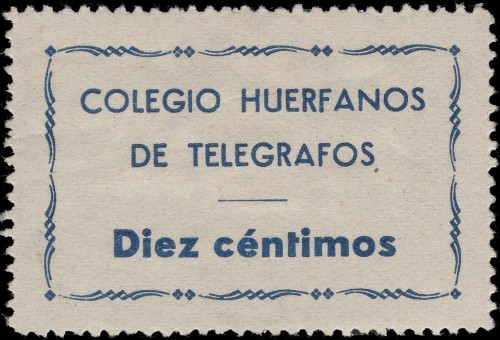 COLEGIO HUERFANOS
DE TELEGRAFOS
Diez céntimos